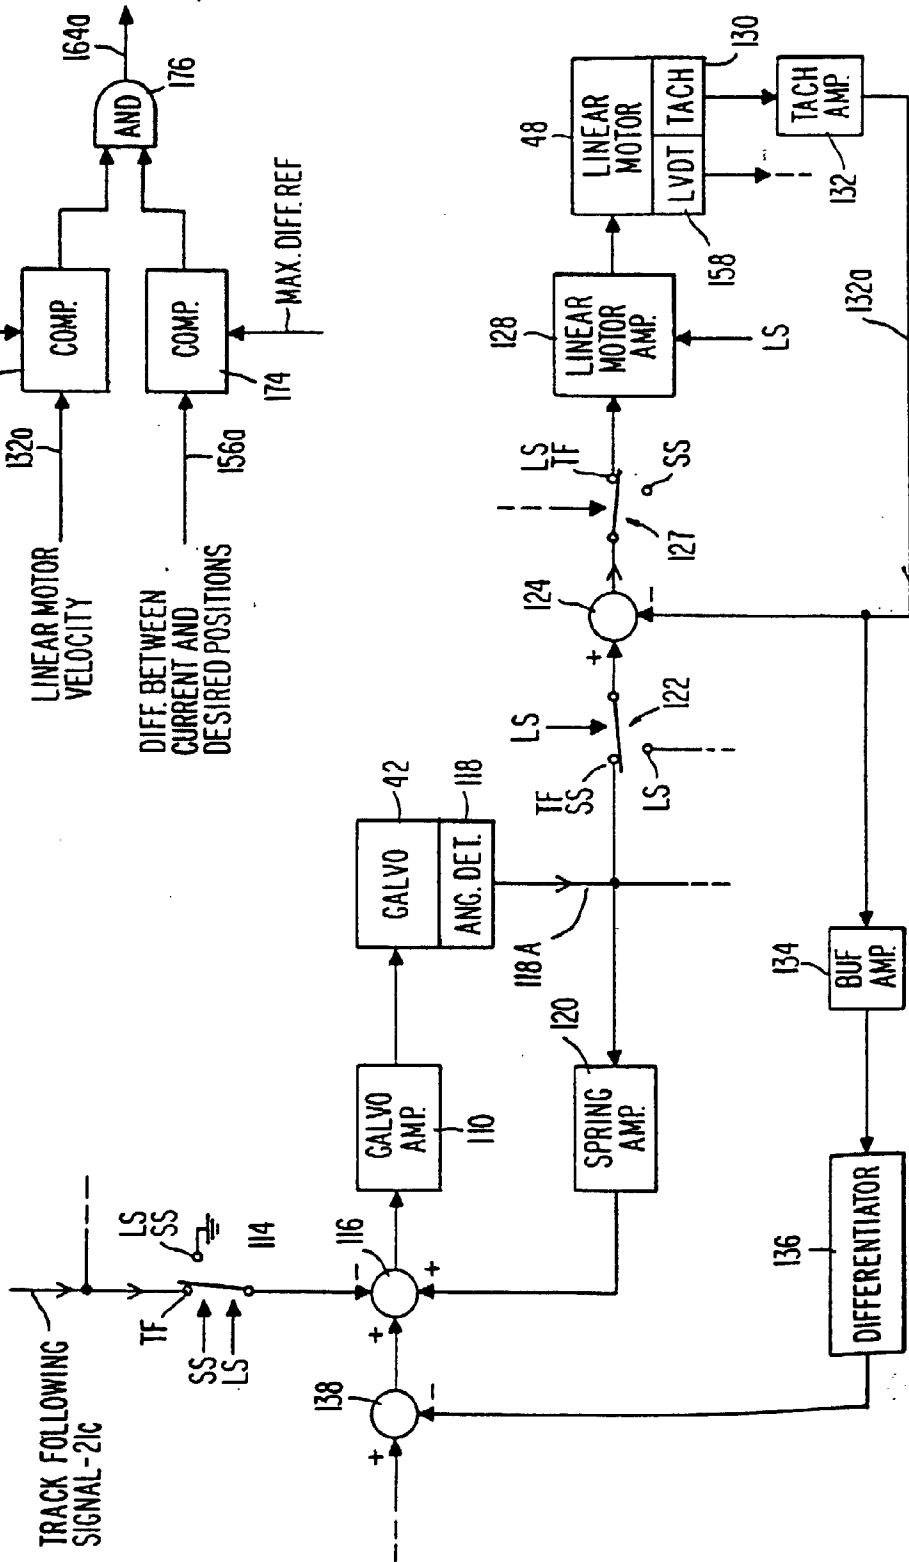 164a
176
AND
COMP.
COMP.
174
MAX. DIFF. REF
132a
156a
LINEAR MOTOR
VELOCITY
DIFF. BETWEEN
CURRENT AND
DESIRED POSITIONS
TRACK FOLLOWING
SIGNAL-21c
TF
LS
SS
SS
LS
114
138
+
+
-
116
-
+
GALVO
AMP.
110
GALVO
42
ANG. DET.
118
118A
SPRING
AMP.
120
TF
SS
LS
LS
122
124
+
-
LS
TF
SS
127
LINEAR
MOTOR
AMP.
128
LS
LINEAR
MOTOR
48
LVDT
TACH
130
158
TACH
AMP.
132
132a
BUF
AMP.
134
DIFFERENTIATOR
136